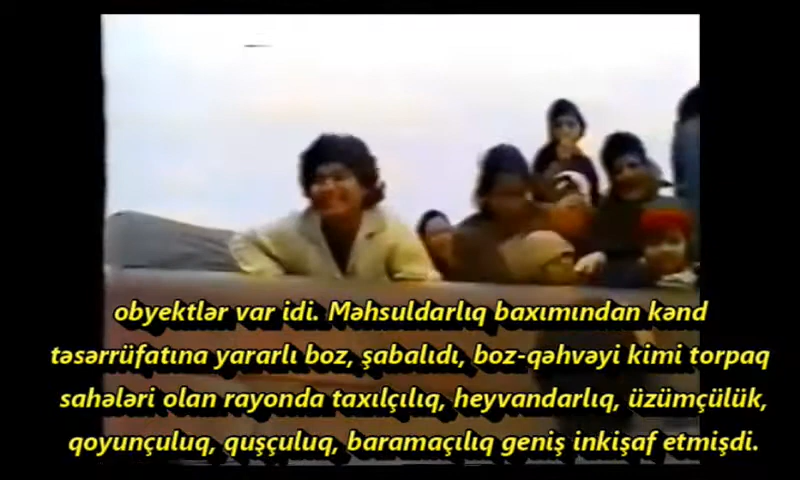 obyektlər var idi. Məhsuldarlıq baxımından kənd
təsərrüfatına yararlı boz, şabalıdı, boz-qəhvəyi kimi torpaq
sahələri olan rayonda taxılçılıq, heyvandarlıq, üzümçülük,
qoyunçuluq, quşçuluq, baramaçılıq geniş inkişaf etmişdi.